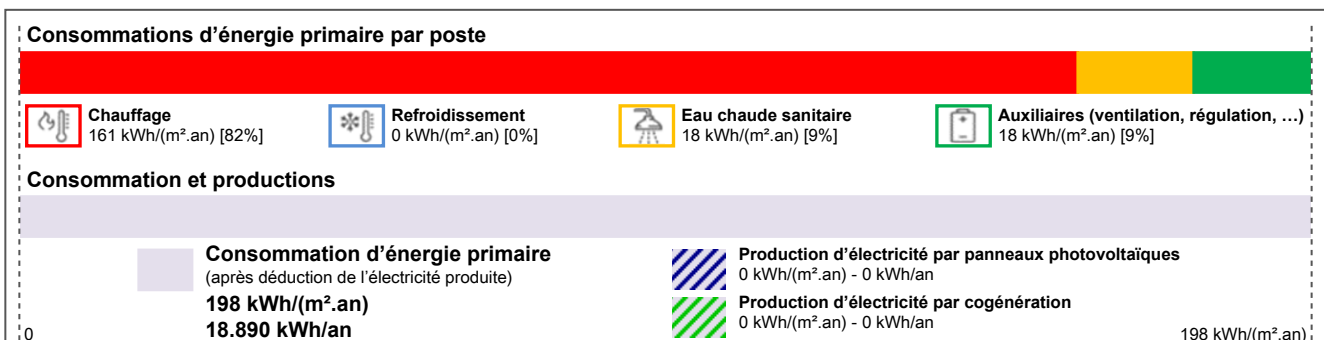 Consommations d’énergie primaire par poste
Chauffage
161 kWh/(m².an) [82%]
Refroidissement
0 kWh/(m².an) [0%]
Eau chaude sanitaire
18 kWh/(m².an) [9%]
Auxiliaires (ventilation, régulation, …)
18 kWh/(m².an) [9%]
Consommation et productions
Consommation d’énergie primaire
(après déduction de l’électricité produite)
198 kWh/(m².an)
18.890 kWh/an
Production d’électricité par panneaux photovoltaïques
0 kWh/(m².an) - 0 kWh/an
Production d’électricité par cogénération
0 kWh/(m².an) - 0 kWh/an
0
198 kWh/(m².an)